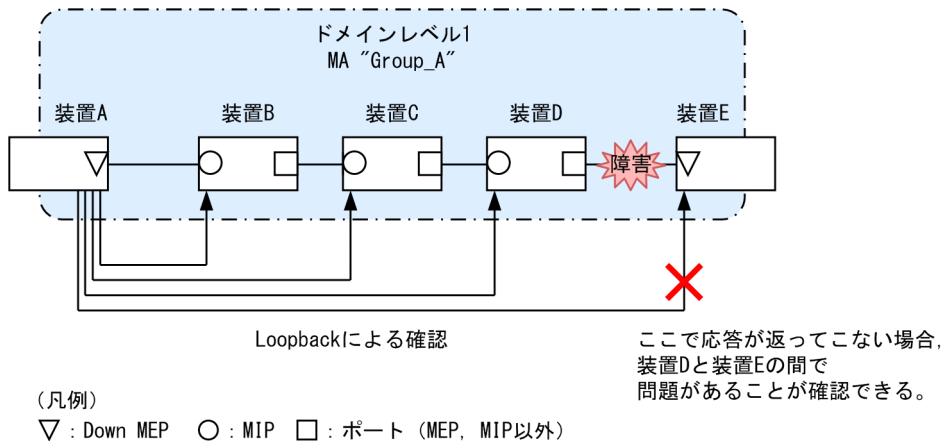 ドメインレベル1
MA "Group_A"
装置A 装置B 装置C 装置D 装置E
障害
Loopbackによる確認
ここで応答が返ってこない場合,
装置Dと装置Eの間で
問題があることが確認できる。
(凡例)
▽：Down MEP ○：MIP □：ポート（MEP, MIP以外）